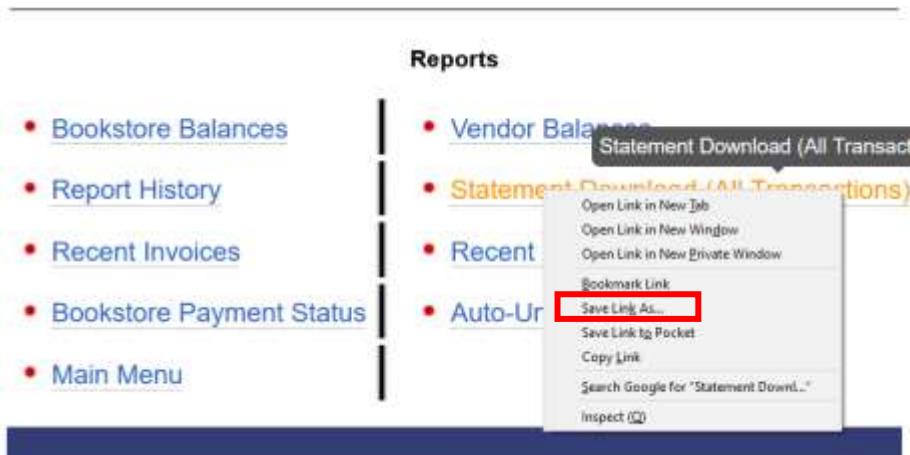 Reports
Bookstore Balances
Report History
Recent Invoices
Bookstore Payment Status
Main Menu
Vendor Balances
Statement Download (All Transact
Statement Download (All Transactions)
Recent
Auto-Un
Open Link in New Tab
Open Link in New Window
Open Link in New Private Window
Bookmark Link
Save Link As...
Save Link to Pocket
Copy Link
Search Google for "Statement Downl..."
Inspect (Q)